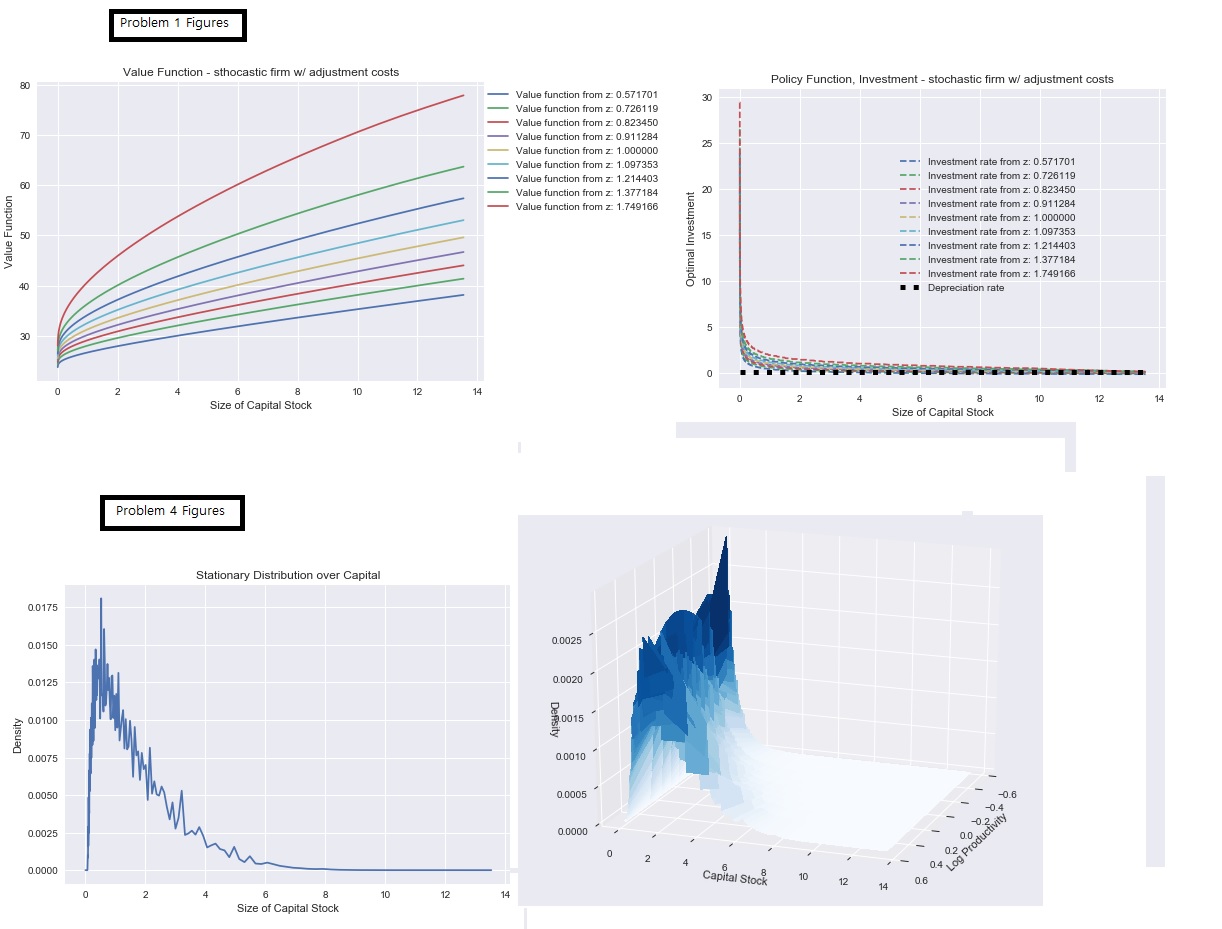 Problem 1 Figures
Value Function - sthocastic firm w/ adjustment costs
80
70
60
50
40
30
Value Function
0 2 4 6 8 10 12 14
Size of Capital Stock
Value function from z: 0.571701
Value function from z: 0.726119
Value function from z: 0.823450
Value function from z: 0.911284
Value function from z: 1.000000
Value function from z: 1.097353
Value function from z: 1.214403
Value function from z: 1.377184
Value function from z: 1.749166
Policy Function, Investment - stochastic firm w/ adjustment costs
30
25
20
15
10
5
0
Optimal Investment
Investment rate from z: 0.571701
Investment rate from z: 0.726119
Investment rate from z: 0.823450
Investment rate from z: 0.911284
Investment rate from z: 1.000000
Investment rate from z: 1.097353
Investment rate from z: 1.214403
Investment rate from z: 1.377184
Investment rate from z: 1.749166
Depreciation rate
0 2 4 6 8 10 12 14
Size of Capital Stock
Problem 4 Figures
Stationary Distribution over Capital
0.0175
0.0150
0.0125
0.0100
0.0075
0.0050
0.0025
0.0000
Density
0 2 4 6 8 10 12 14
Size of Capital Stock
0.0025
0.0020
0.0015
0.0010
0.0005
0.0000
Density
0 2 4 6 8 10 12 14
Capital Stock
−0.6
−0.4
−0.2
0.0
0.2
0.4
0.6
Log Productivity